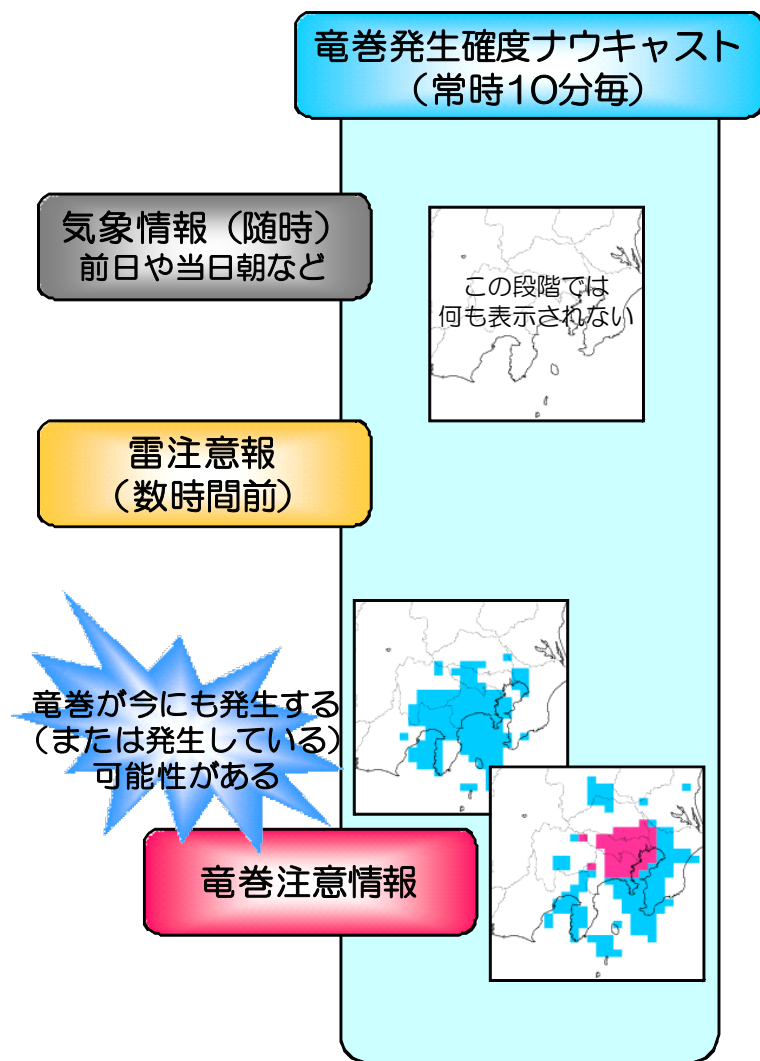 竜巻発生確度ナウキャスト
（常時10分毎）
気象情報（随時）
前日や当日朝など
この段階では
何も表示されない
雷注意報
（数時間前）
竜巻が今にも発生する
（または発生している）
可能性がある
竜巻注意情報